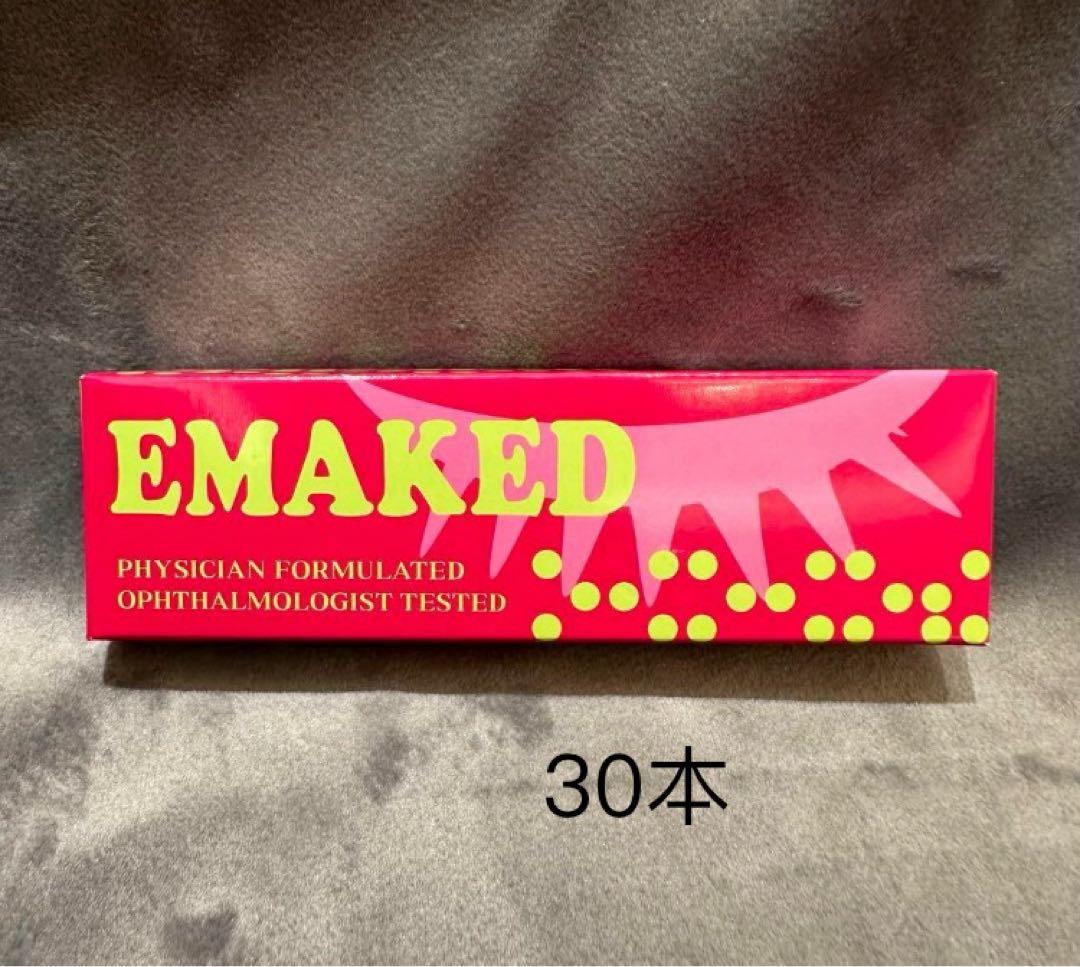 EMAKED
PHYSICIAN FORMULATED
OPHTHALMOLOGIST TESTED
30本